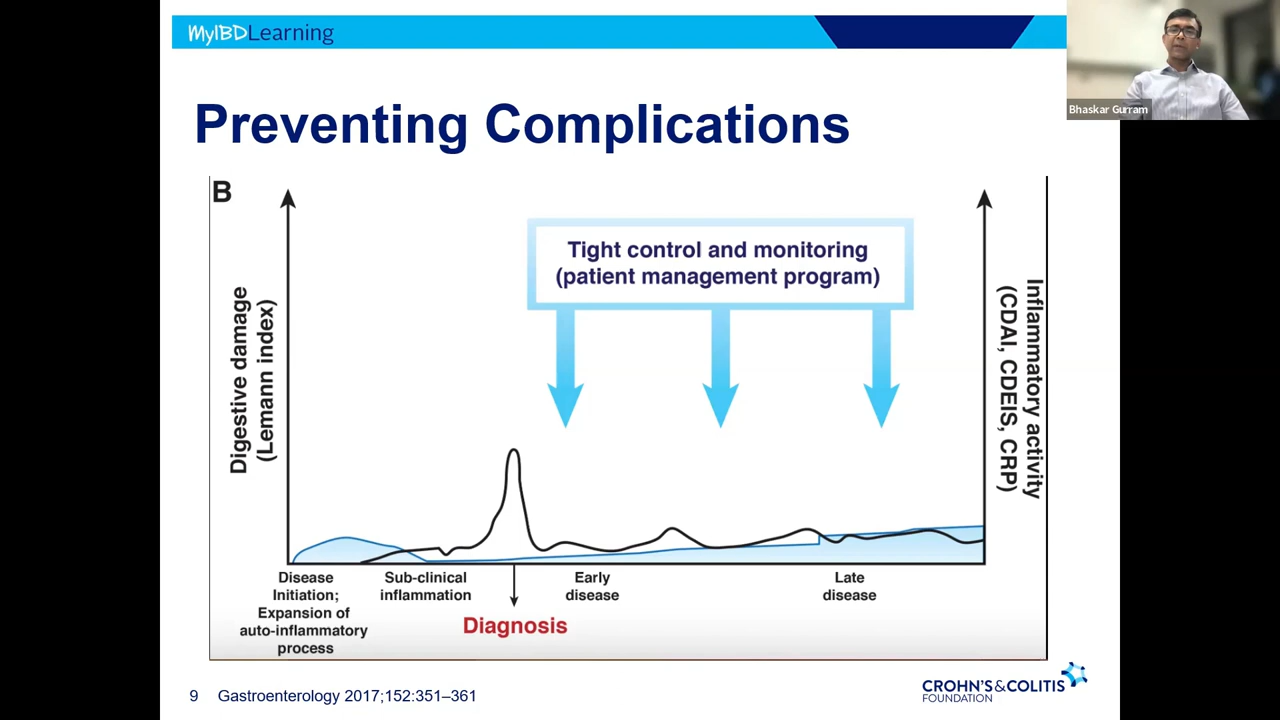 MyIBDLearning
Bhaskar Gurram
Preventing Complications
B
Tight control and monitoring
(patient management program)
Digestive damage
(Lemann index)
Inflammatory activity
(CDAI, CDEIS, CRP)
Disease
Initiation;
Expansion of
auto-inflammatory
process
Sub-clinical
inflammation
Diagnosis
Early
disease
Late
disease
9 Gastroenterology 2017;152:351–361
CROHN'S&COLITIS
FOUNDATION